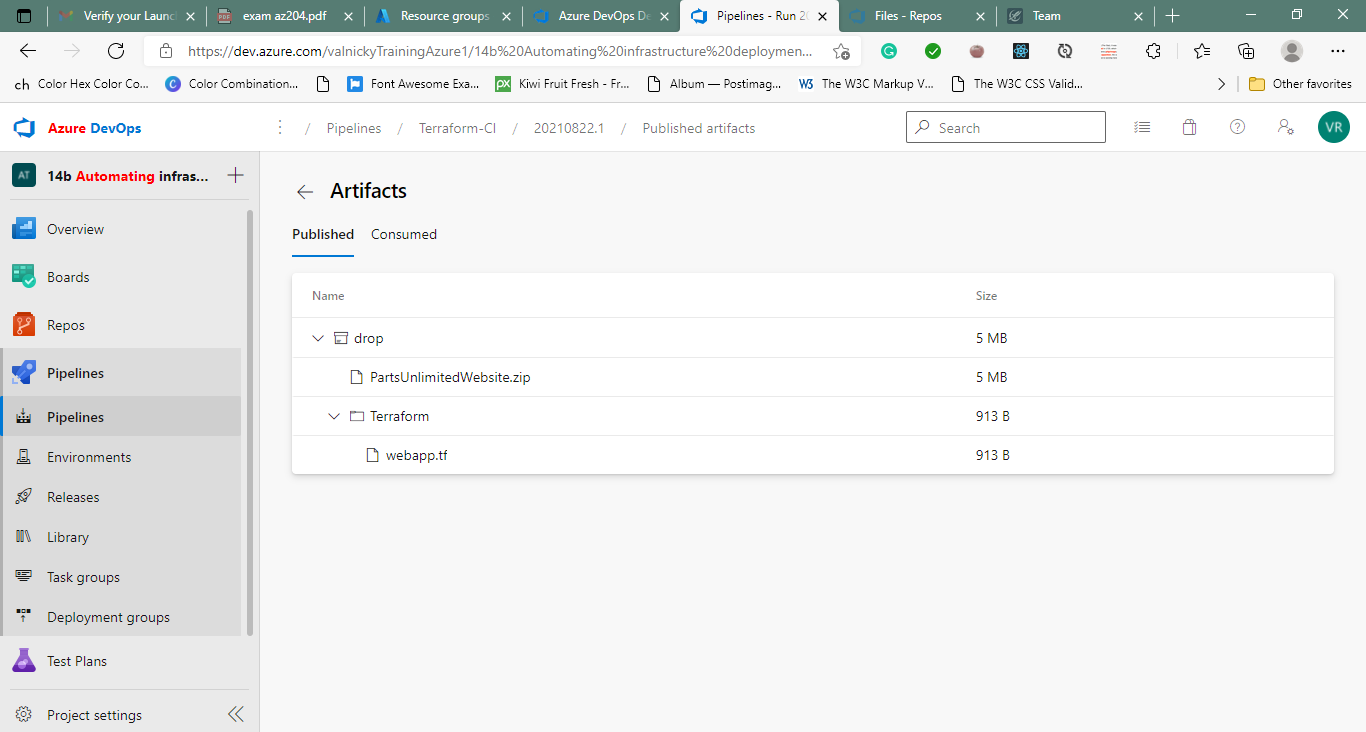 Verify your Launc
exam az204.pdf
Resource groups
Azure DevOps De
Pipelines - Run 20
Files - Repos
Team
https://dev.azure.com/valnickyTrainingAzure1/14b%20Automating%20infrastructure%20deploymen...
ch Color Hex Color Co...
C Color Combination...
Font Awesome Exa...
px Kiwi Fruit Fresh - Fr...
Album — Postimag...
W3 The W3C Markup V...
The W3C CSS Valid...
Other favorites
Azure DevOps
/ Pipelines / Terraform-CI / 20210822.1 / Published artifacts
Search
VR
AT 14b Automating infras...
Overview
Boards
Repos
Pipelines
Pipelines
Environments
Releases
Library
Task groups
Deployment groups
Test Plans
Project settings
Artifacts
Published Consumed
Name Size
drop 5 MB
PartsUnlimitedWebsite.zip 5 MB
Terraform 913 B
webapp.tf 913 B